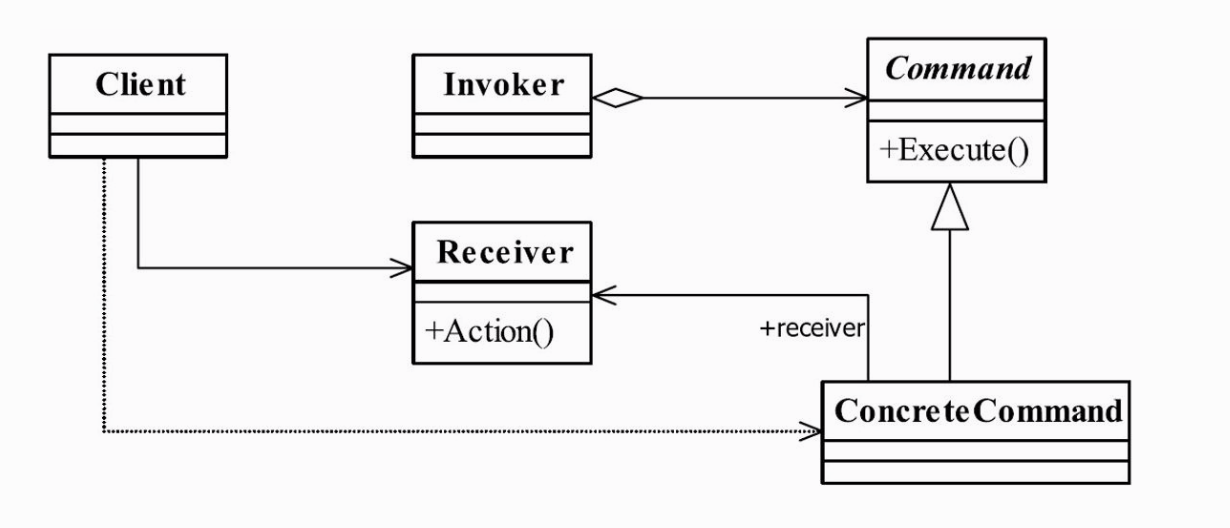 Client
Invoker
Command
+Execute()
Receiver
+Action()
+receiver
ConcreteCommand